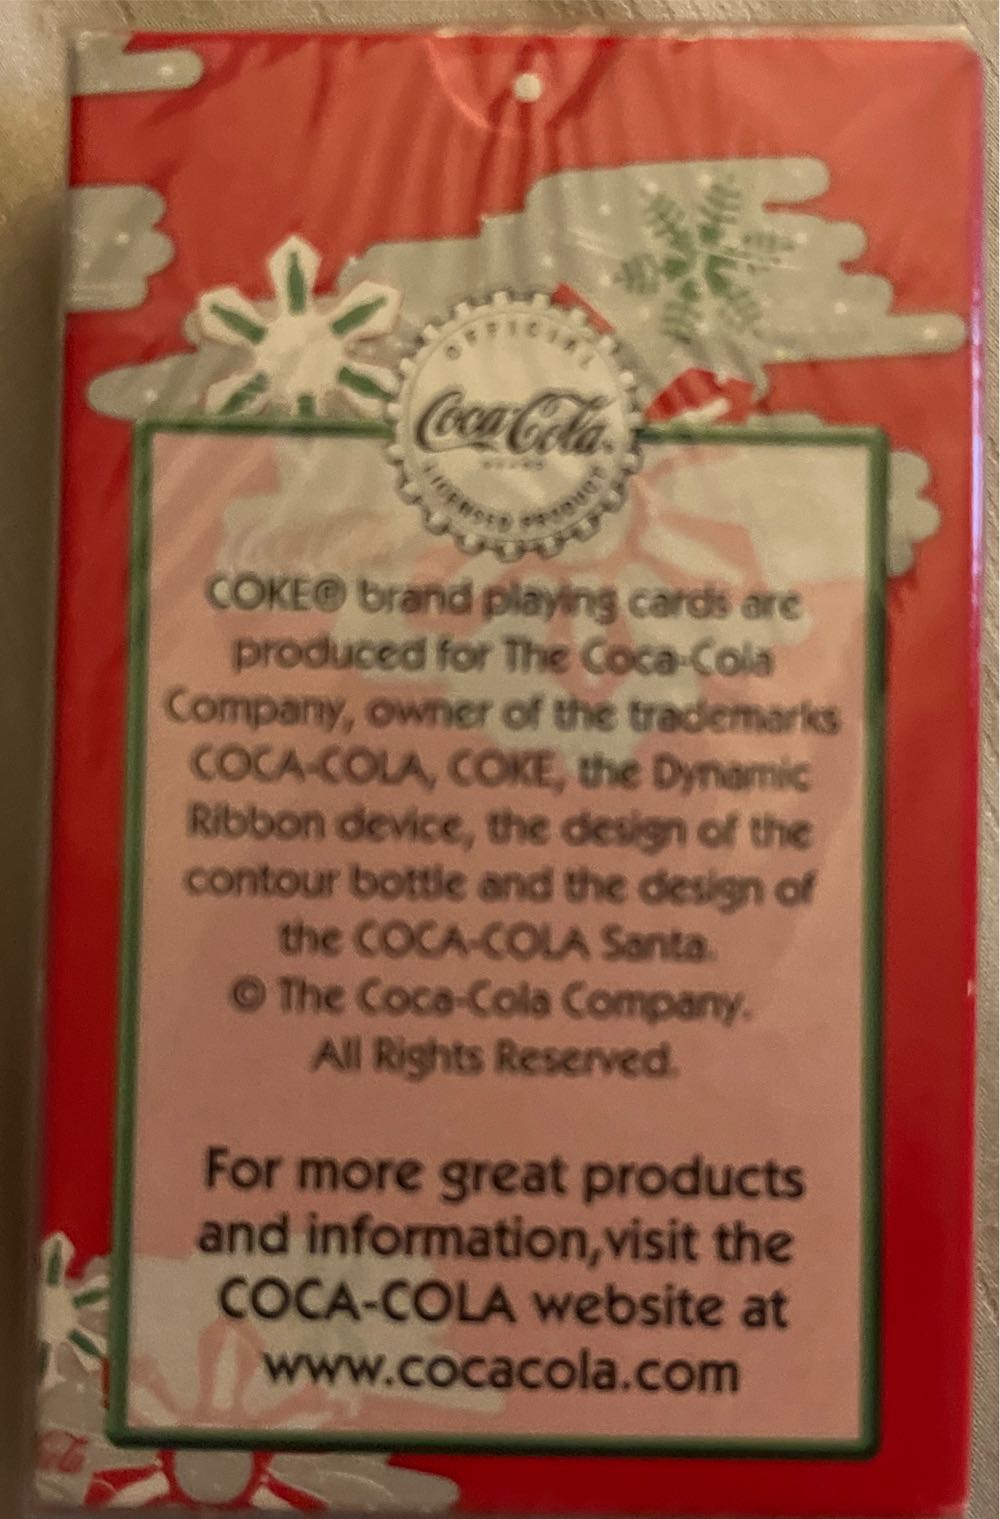 OFFICIAL
Coca-Cola
BRAND
LICENSED PRODUCT
COKE® brand playing cards are
produced for The Coca-Cola
Company, owner of the trademarks
COCA-COLA, COKE, the Dynamic
Ribbon device, the design of the
contour bottle and the design of
the COCA-COLA Santa.
© The Coca-Cola Company.
All Rights Reserved.
For more great products
and information,visit the
COCA-COLA website at
www.cocacola.com
Cola